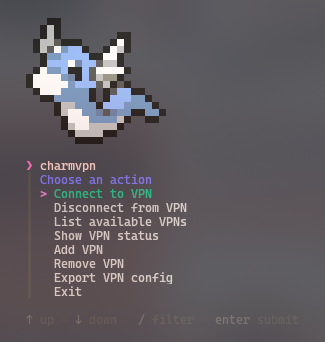 ❯ charmvpn
Choose an action
> Connect to VPN
Disconnect from VPN
List available VPNs
Show VPN status
Add VPN
Remove VPN
Export VPN config
Exit
↑ up ↓ down / filter enter submit